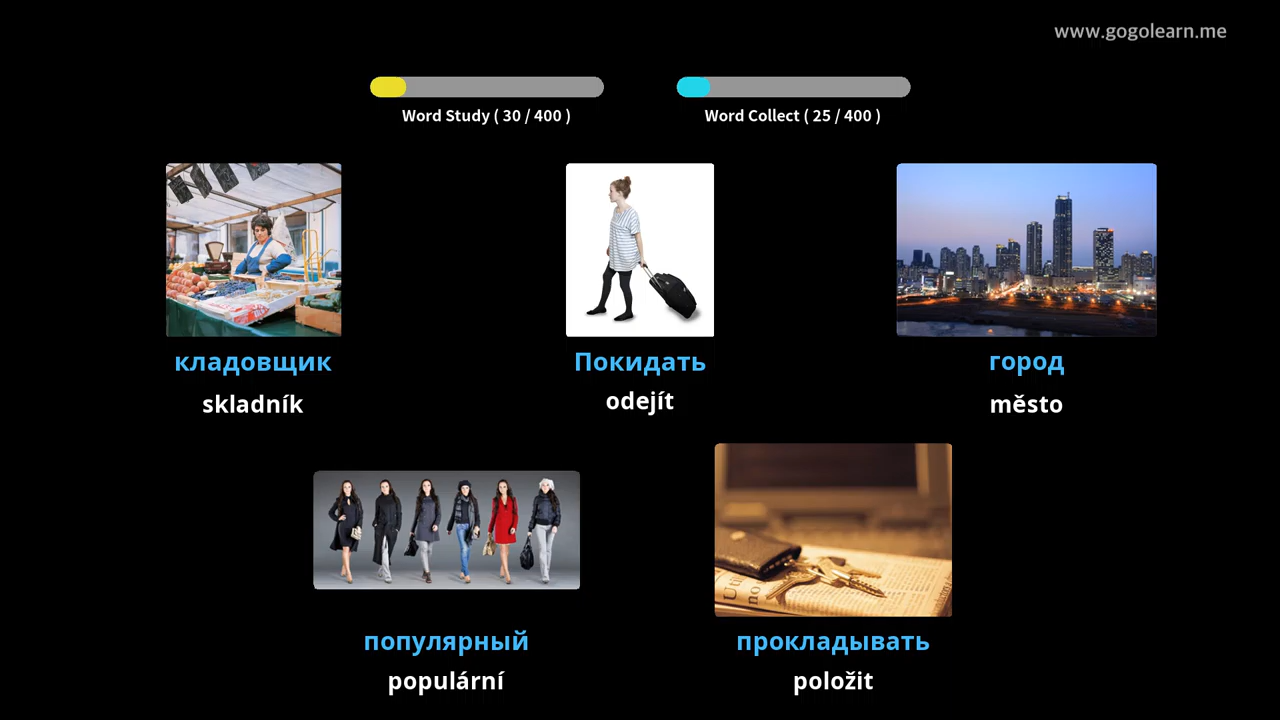 www.gogolearn.me
Word Study ( 30 / 400 )
Word Collect ( 25 / 400 )
кладовщик
Покидать
город
skladník
odejít
město
популярный
прокладывать
populární
položit